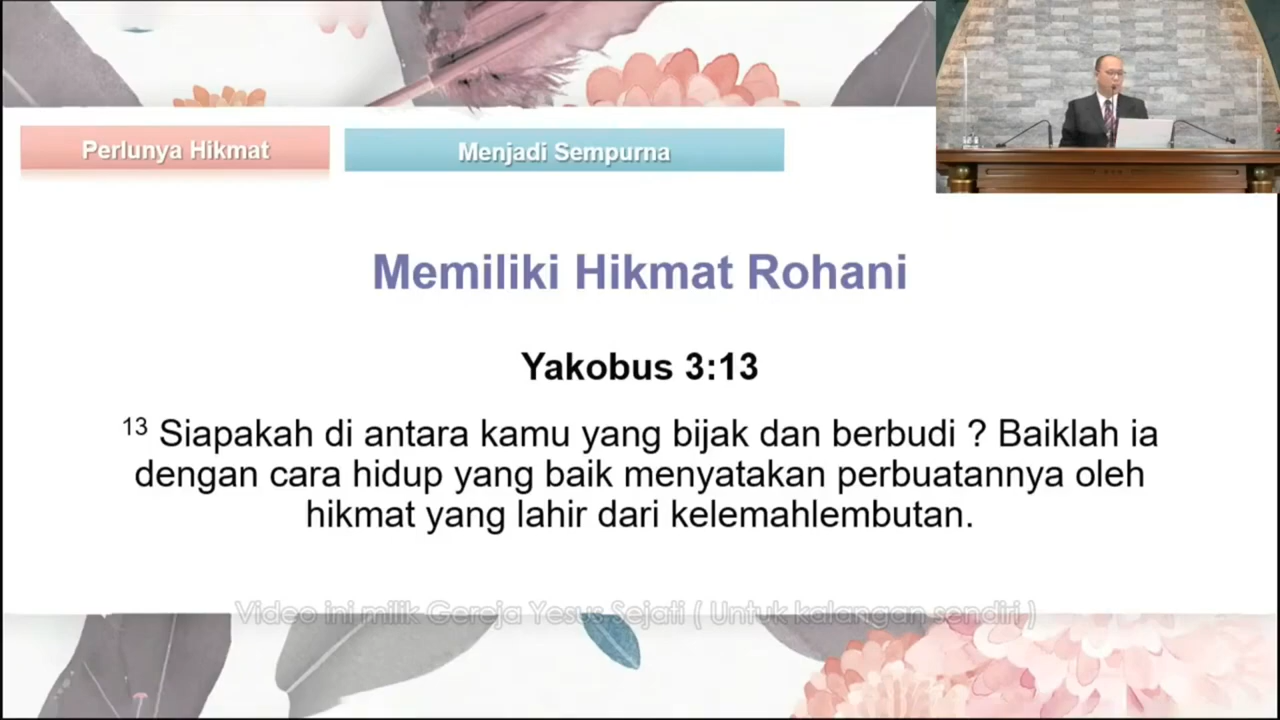 Perlunya Hikmat
Menjadi Sempurna
Memiliki Hikmat Rohani
Yakobus 3:13
13 Siapakah di antara kamu yang bijak dan berbudi ? Baiklah ia
dengan cara hidup yang baik menyatakan perbuatannya oleh
hikmat yang lahir dari kelemahlembutan.
Video ini milik Gereja Yesus Sejati ( Untuk kalangan sendiri )